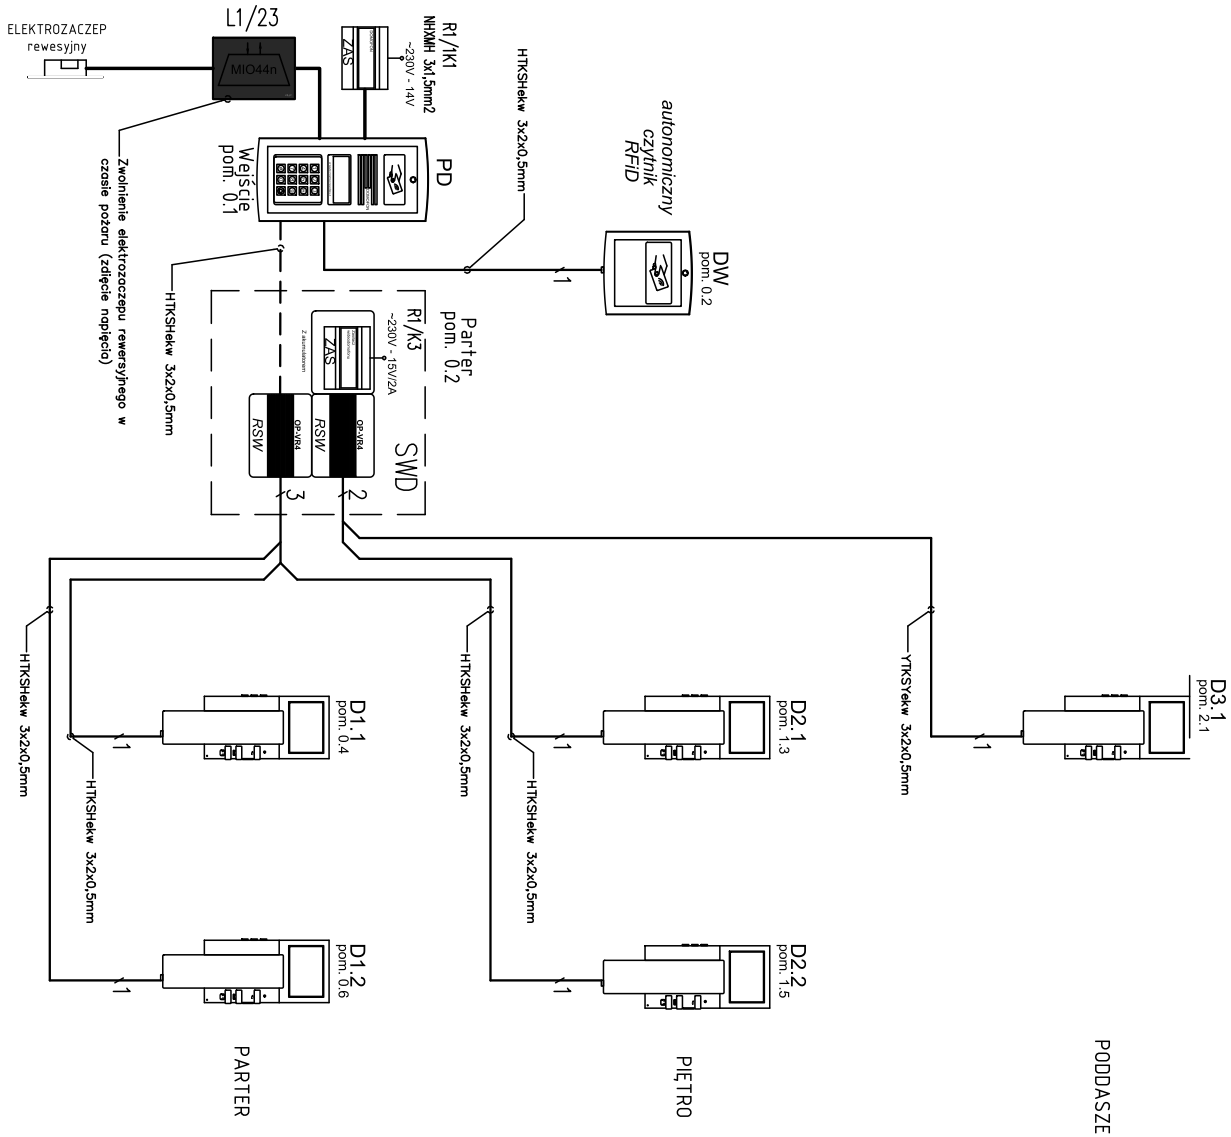 ELEKTROZACZEP
rewesyjny
L1/23
MIO44n
R1/1K1
NHXMH 3x1,5mm2
~230V - 14V
ZAS
HTKSHekw 3x2x0,5mm
autonomiczny
czytnik
RFiD
PD
Wejście
pom. 0.1
DW
pom. 0.2
1
Zwolnienie elektrozaczepu rewersyjnego w
czasie pożaru (zdjęcie napięcia)
HTKSHekw 3x2x0,5mm
Parter
pom. 0.2
R1/K3
~230V - 15V/2A
ZAS
Z akumulatorem
SWD
OP-VR4
RSW
OP-VR4
RSW
3
2
HTKSHekw 3x2x0,5mm
HTKSHekw 3x2x0,5mm
HTKSHekw 3x2x0,5mm
HTKSHekw 3x2x0,5mm
YTKSYekw 3x2x0,5mm
D1.1
pom. 0.4
1
D2.1
pom. 1.3
1
D3.1
pom. 2.1
1
D1.2
pom. 0.6
1
D2.2
pom. 1.5
1
PARTER
PIĘTRO
PODDASZE